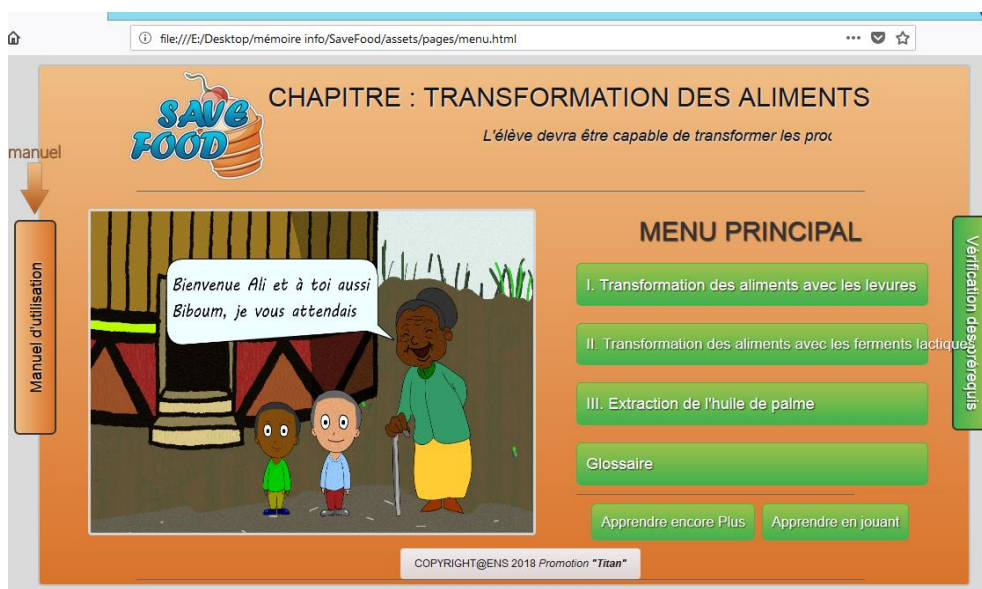 file:///E:/Desktop/mémoire info/SaveFood/assets/pages/menu.html
SAVE
FOOD
CHAPITRE : TRANSFORMATION DES ALIMENTS
L'élève devra être capable de transformer les proc
manuel
Manuel d'utilisation
Bienvenue Ali et à toi aussi
Biboum, je vous attendais
MENU PRINCIPAL
I. Transformation des aliments avec les levures
II. Transformation des aliments avec les ferments lactique
III. Extraction de l'huile de palme
Glossaire
Apprendre encore Plus
Apprendre en jouant
Vérification des prérequis
COPYRIGHT@ENS 2018 Promotion "Titan"